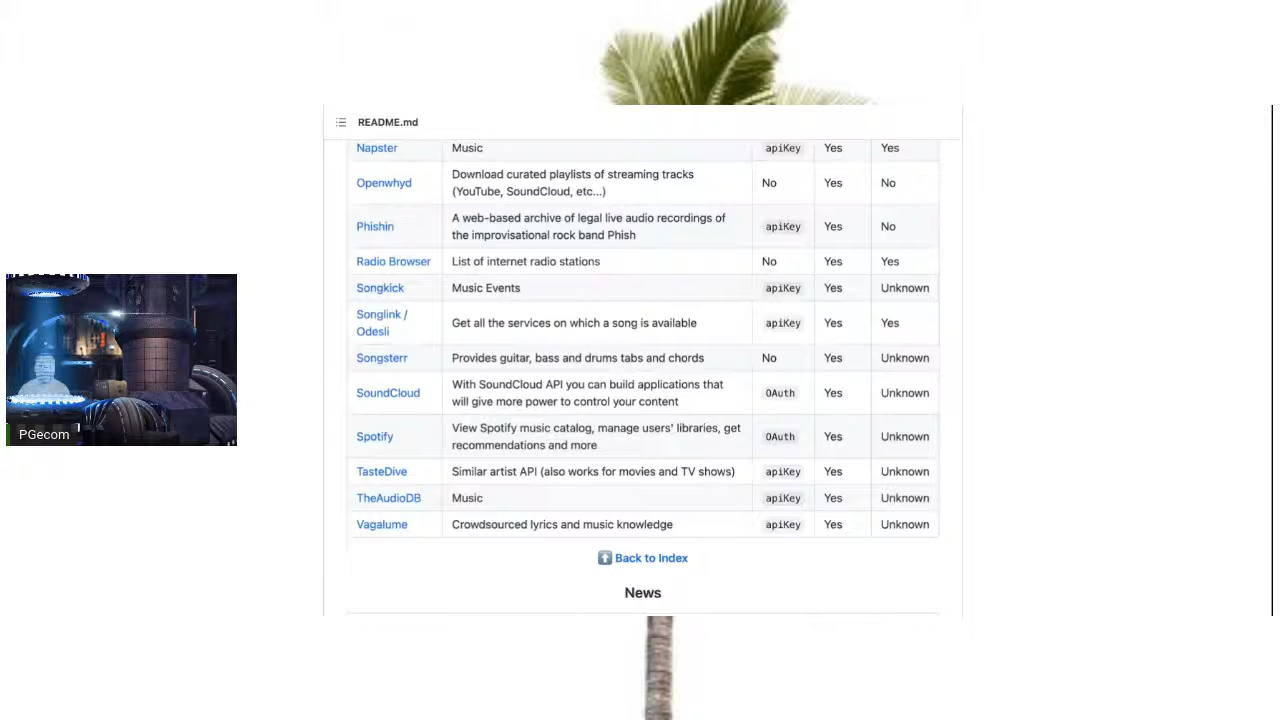 README.md
Napster Music apiKey Yes Yes
Openwhyd Download curated playlists of streaming tracks
(YouTube, SoundCloud, etc...) No Yes No
Phishin A web-based archive of legal live audio recordings of
the improvisational rock band Phish apiKey Yes No
Radio Browser List of internet radio stations No Yes Yes
Songkick Music Events apiKey Yes Unknown
Songlink /
Odesli Get all the services on which a song is available apiKey Yes Yes
Songsterr Provides guitar, bass and drums tabs and chords No Yes Unknown
SoundCloud With SoundCloud API you can build applications that
will give more power to control your content OAuth Yes Unknown
Spotify View Spotify music catalog, manage users' libraries, get
recommendations and more OAuth Yes Unknown
TasteDive Similar artist API (also works for movies and TV shows) apiKey Yes Unknown
TheAudioDB Music apiKey Yes Unknown
Vagalume Crowdsourced lyrics and music knowledge apiKey Yes Unknown
Back to Index
News
PGecom